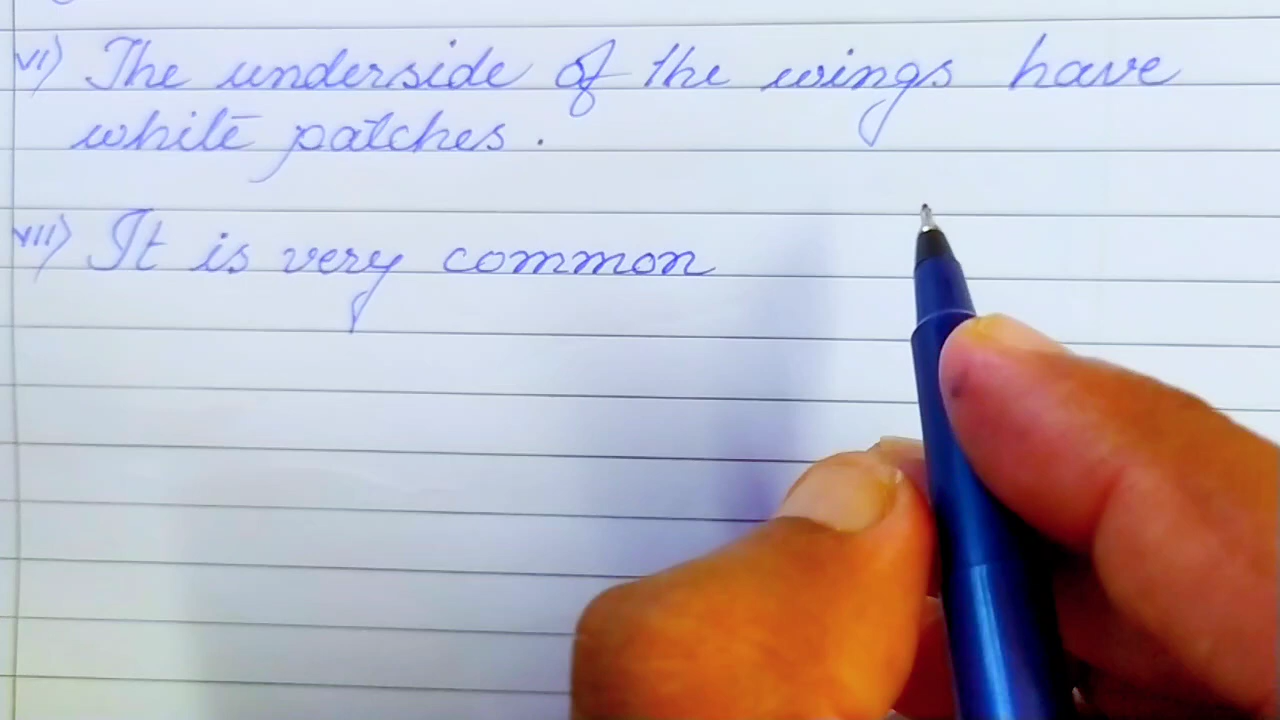 vi) The underside of the wings have
white patches.
vii) It is very common